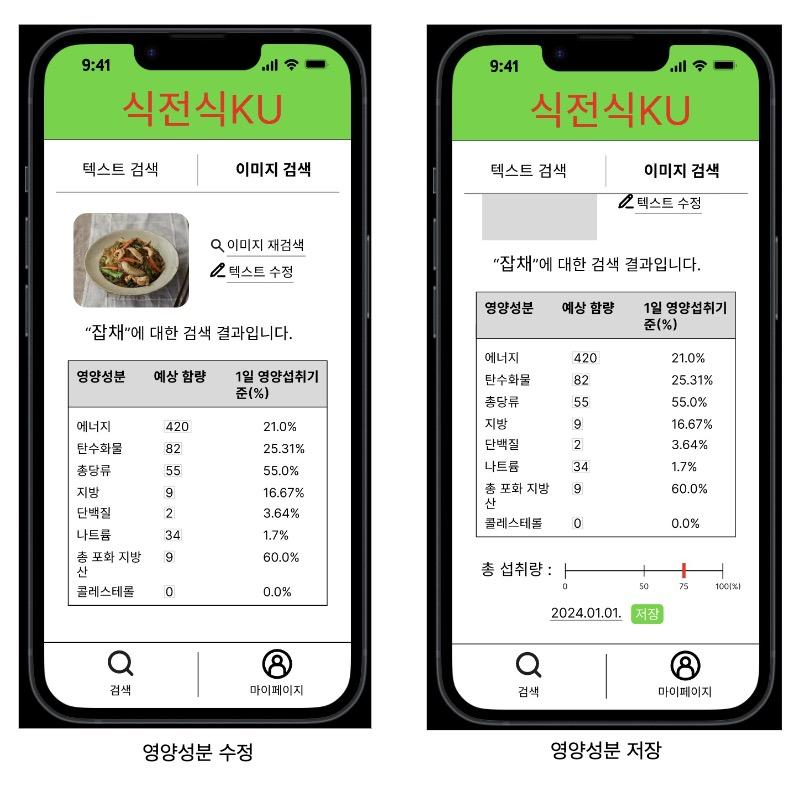 9:41
식전식KU
텍스트 검색 이미지 검색
이미지 재검색
텍스트 수정
“잡채”에 대한 검색 결과입니다.
영양성분 예상 함량 1일 영양섭취기
준(%)
에너지 420 21.0%
탄수화물 82 25.31%
총당류 55 55.0%
지방 9 16.67%
단백질 2 3.64%
나트륨 34 1.7%
총 포화 지방 9 60.0%
산
콜레스테롤 0 0.0%
검색 마이페이지
영양성분 수정
9:41
식전식KU
텍스트 검색 이미지 검색
텍스트 수정
“잡채”에 대한 검색 결과입니다.
영양성분 예상 함량 1일 영양섭취기
준(%)
에너지 420 21.0%
탄수화물 82 25.31%
총당류 55 55.0%
지방 9 16.67%
단백질 2 3.64%
나트륨 34 1.7%
총 포화 지방 9 60.0%
산
콜레스테롤 0 0.0%
총 섭취량 :
0 50 75 100(%)
2024.01.01. 저장
검색 마이페이지
영양성분 저장